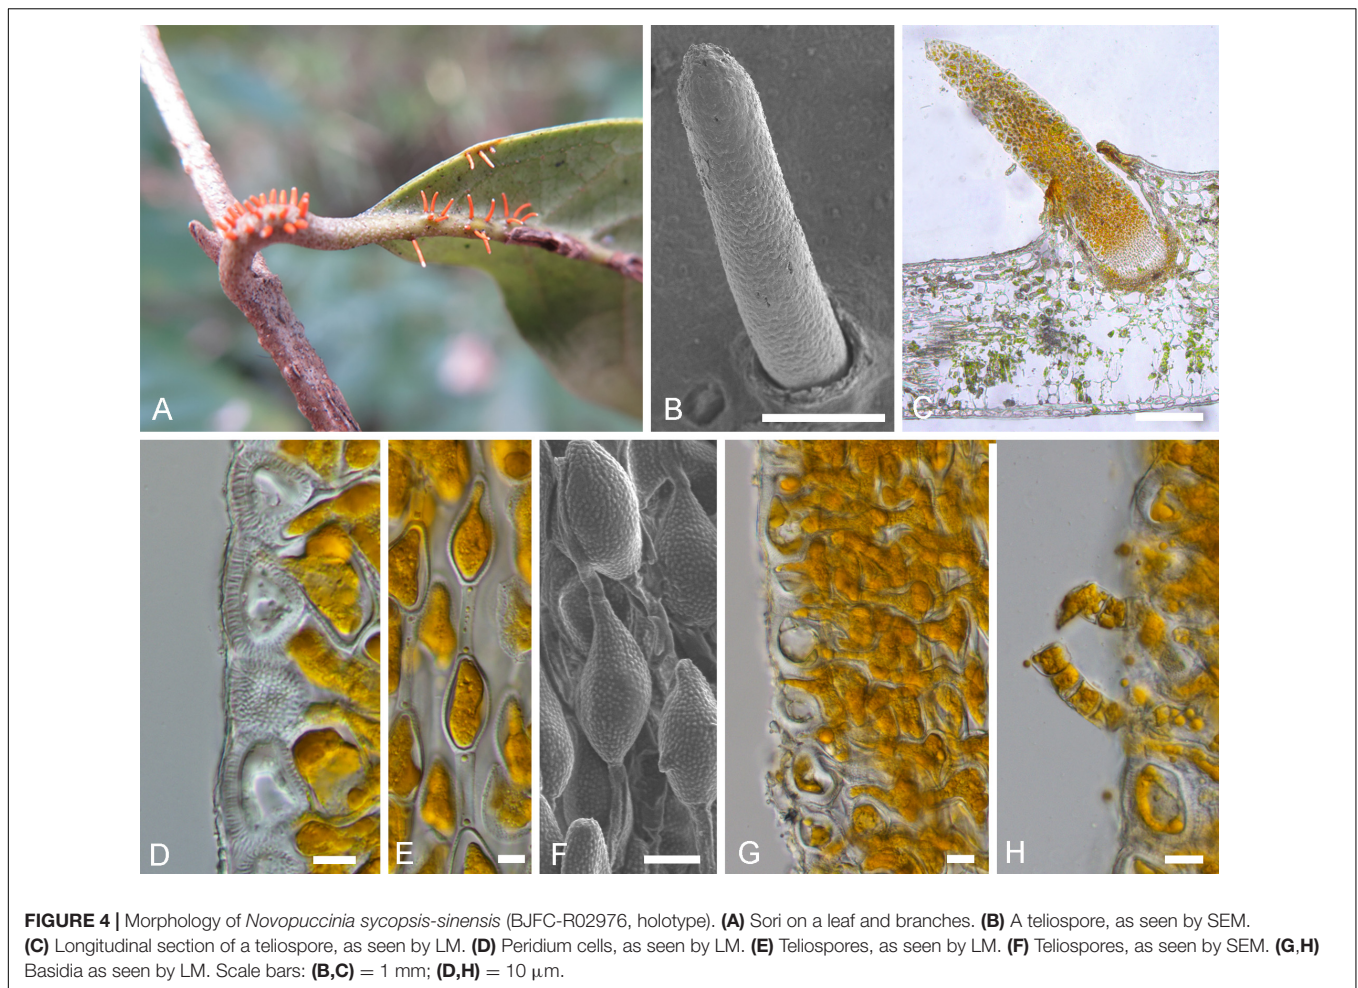 A
B
C
D
E
F
G
H
FIGURE 4 | Morphology of Novopuccinia sycopsis-sinensis (BJFC-R02976, holotype). (A) Sori on a leaf and branches. (B) A teliospore, as seen by SEM.
(C) Longitudinal section of a teliospore, as seen by LM. (D) Peridium cells, as seen by LM. (E) Teliospores, as seen by LM. (F) Teliospores, as seen by SEM. (G,H)
Basidia as seen by LM. Scale bars: (B,C) = 1 mm; (D,H) = 10 μm.